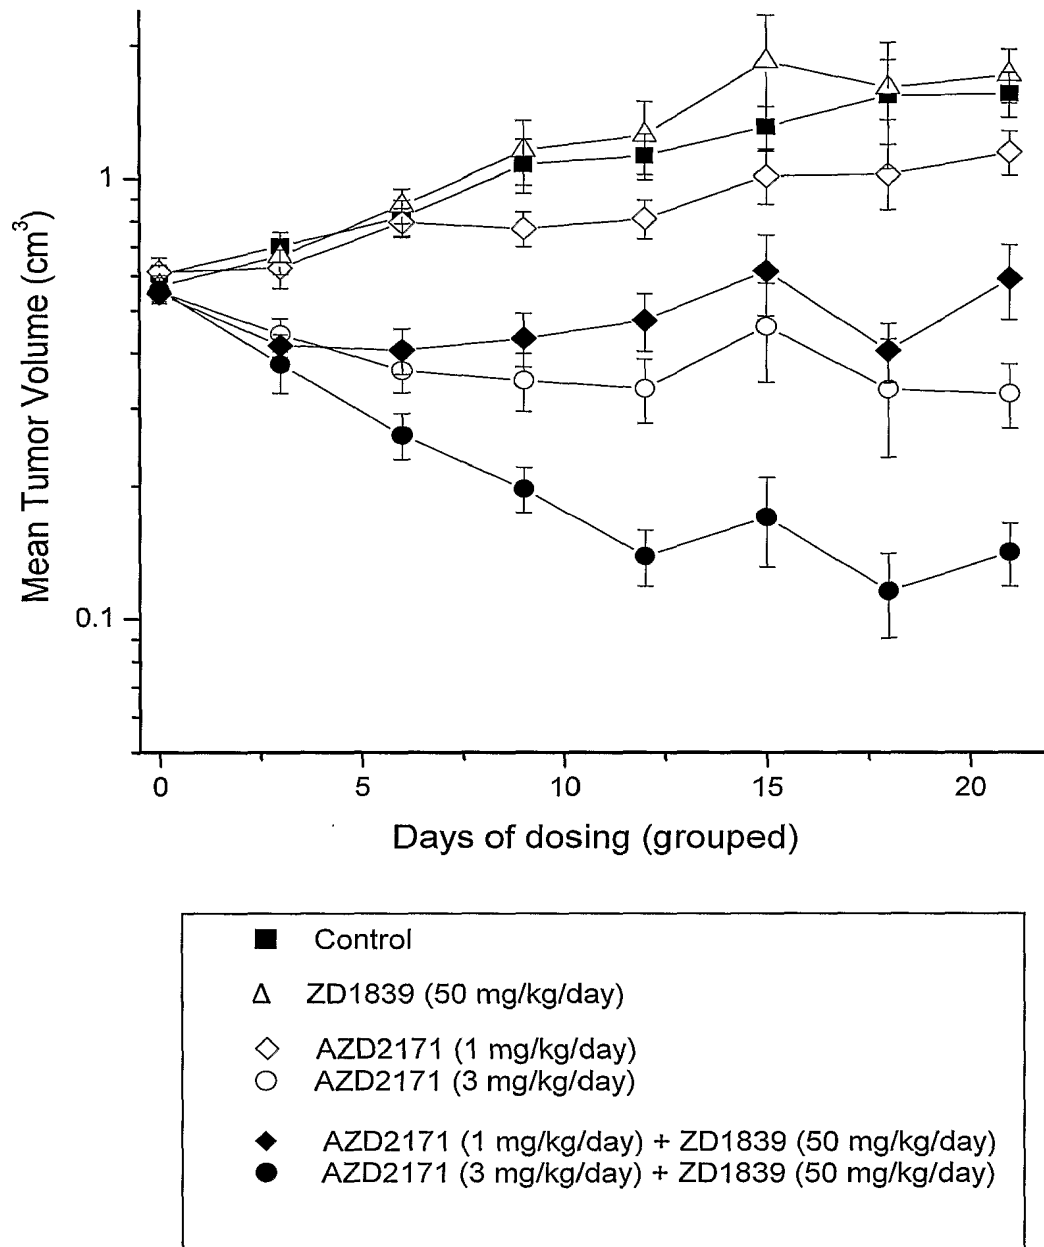 1
0.1
Mean Tumor Volume (cm³)
0 5 10 15 20
Days of dosing (grouped)
Control
ZD1839 (50 mg/kg/day)
AZD2171 (1 mg/kg/day)
AZD2171 (3 mg/kg/day)
AZD2171 (1 mg/kg/day) + ZD1839 (50 mg/kg/day)
AZD2171 (3 mg/kg/day) + ZD1839 (50 mg/kg/day)